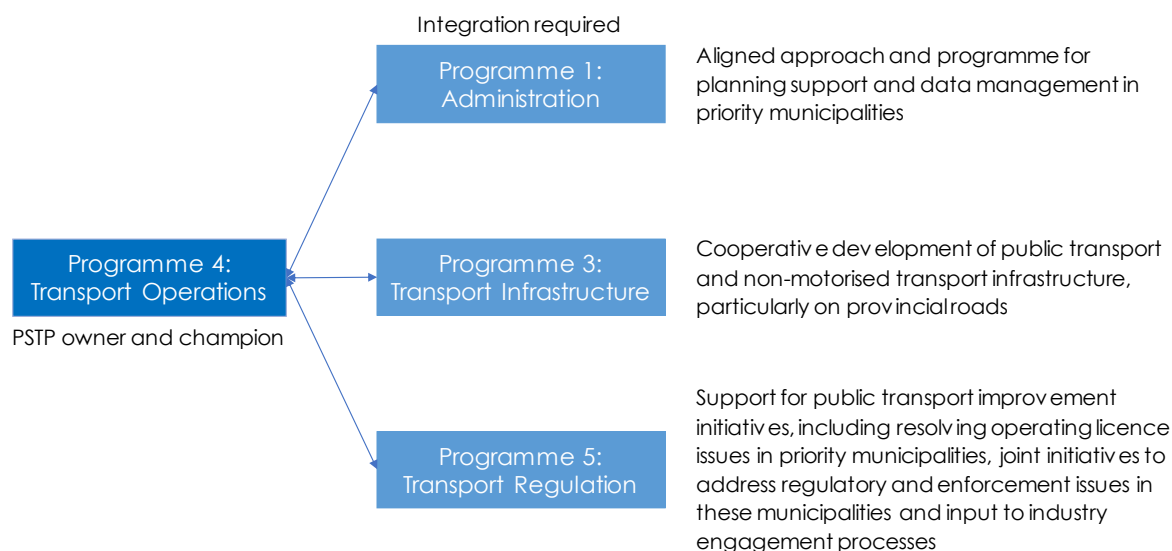 Integration required
Programme 1:
Administration
Aligned approach and programme for
planning support and data management in
priority municipalities
Programme 4:
Transport Operations
PSTP owner and champion
Programme 3:
Transport Infrastructure
Cooperative development of public transport
and non-motorised transport infrastructure,
particularly on provincial roads
Programme 5:
Transport Regulation
Support for public transport improvement
initiatives, including resolving operating licence
issues in priority municipalities, joint initiatives to
address regulatory and enforcement issues in
these municipalities and input to industry
engagement processes